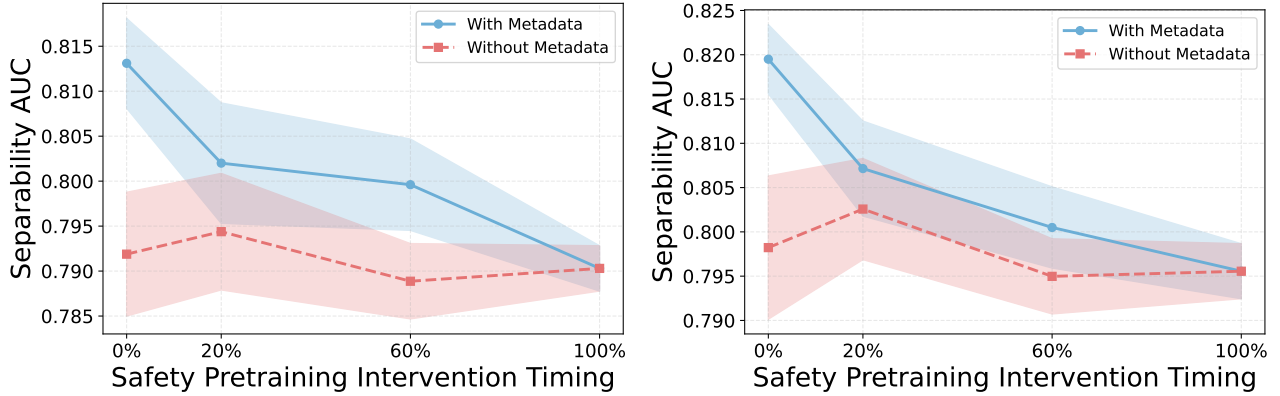 With Metadata
Without Metadata
Separability AUC
0.815
0.810
0.805
0.800
0.795
0.790
0.785
0%
20%
60%
100%
Safety Pretraining Intervention Timing
With Metadata
Without Metadata
Separability AUC
0.825
0.820
0.815
0.810
0.805
0.800
0.795
0.790
0%
20%
60%
100%
Safety Pretraining Intervention Timing